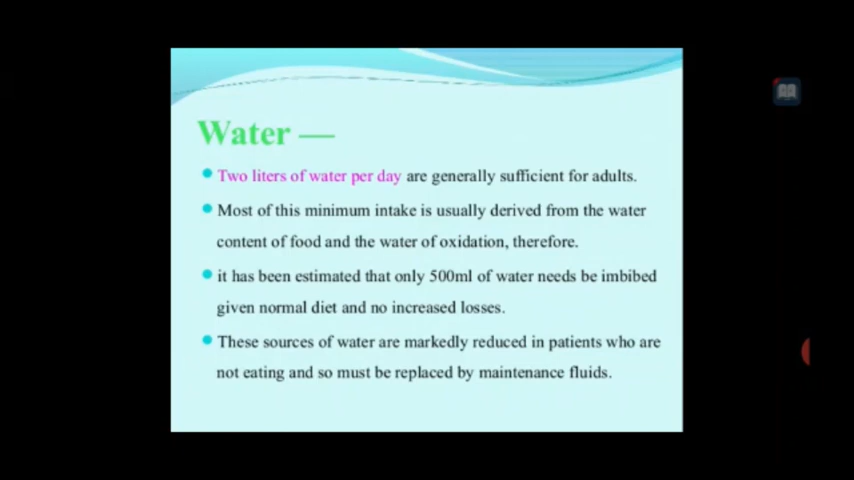 Water —
Two liters of water per day are generally sufficient for adults.
Most of this minimum intake is usually derived from the water
content of food and the water of oxidation, therefore.
it has been estimated that only 500ml of water needs be imbibed
given normal diet and no increased losses.
These sources of water are markedly reduced in patients who are
not eating and so must be replaced by maintenance fluids.